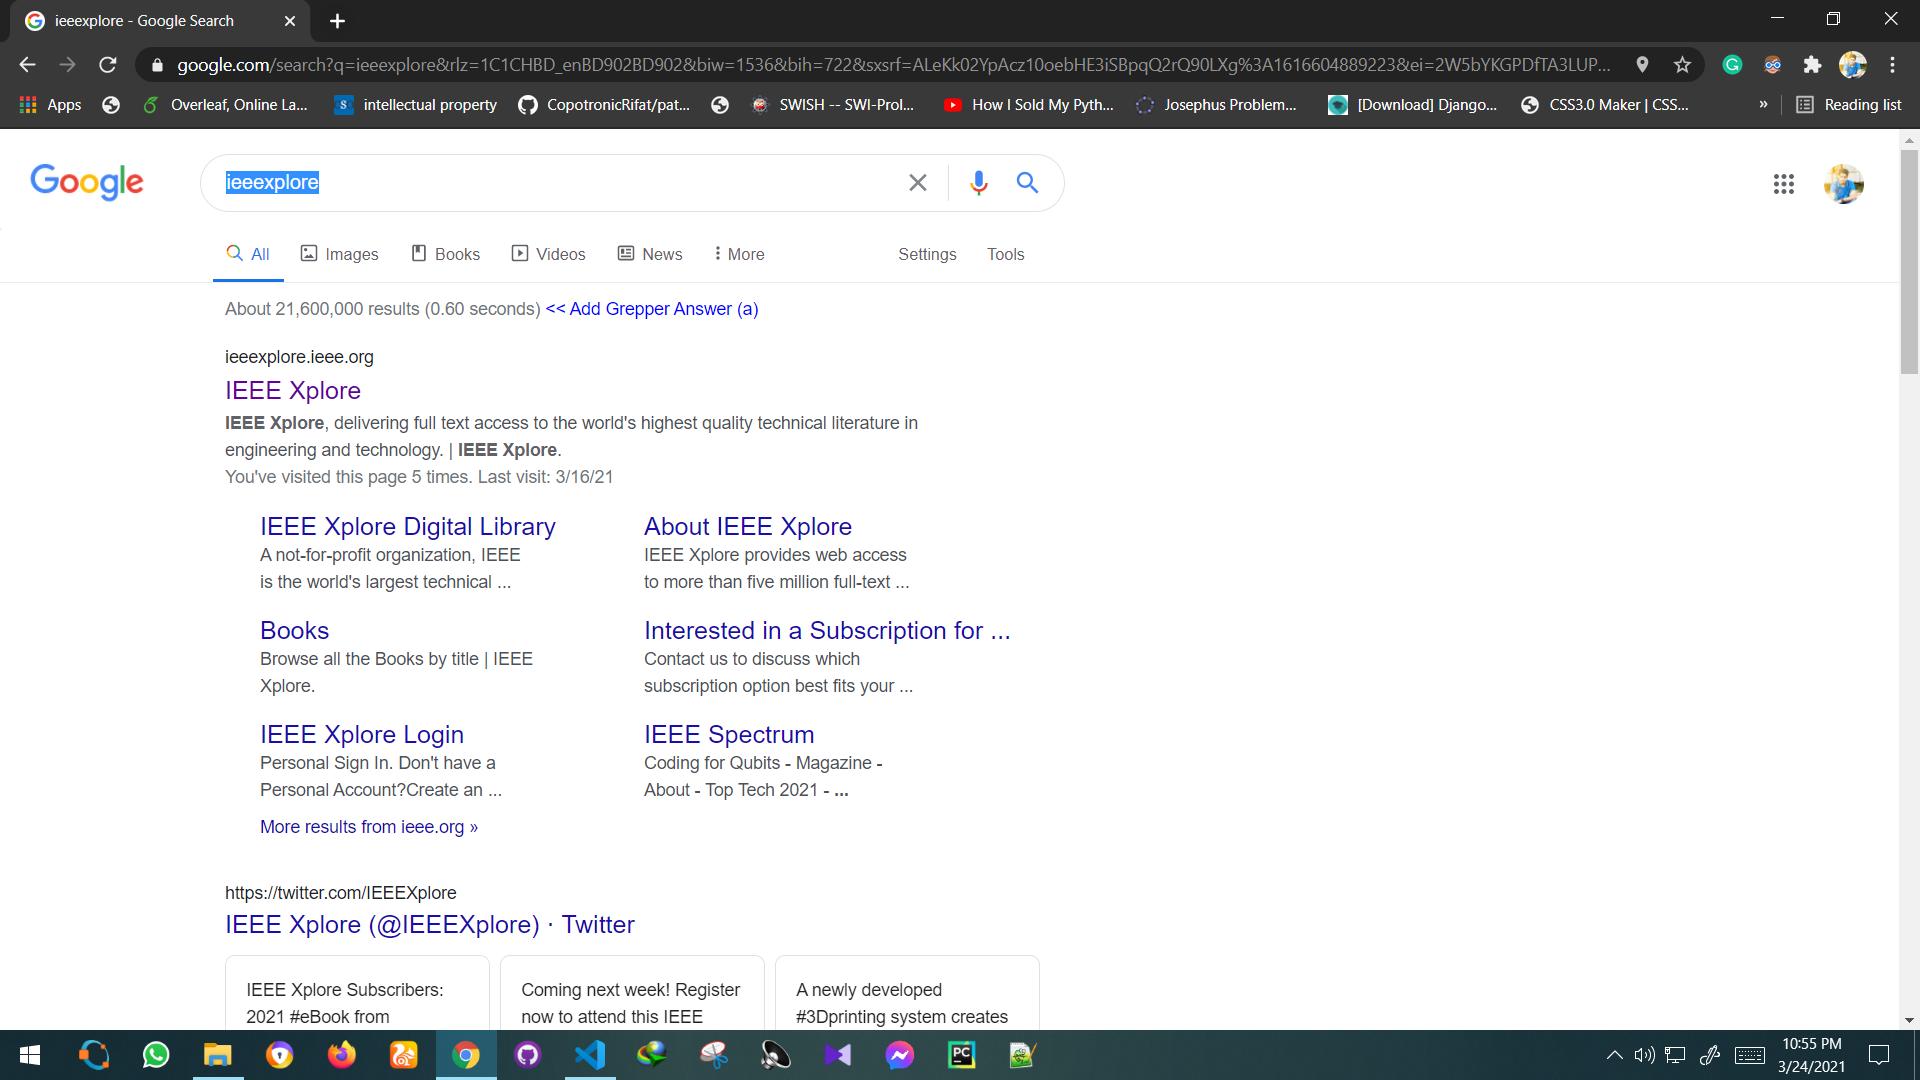 ieeexplore - Google Search
google.com/search?q=ieeexplore&rlz=1C1CHBD_enBD902BD902&biw=1536&bih=722&sxsrf=ALeKk02YpAcz10oebHE3iSBpqQ2rQ90LXg%3A1616604889223&ei=2W5bYKGPDfTA3LUP...
Apps Overleaf, Online La... intellectual property CopotronicRifat/pat... SWISH -- SWI-Prol... How I Sold My Pyth... Josephus Problem... [Download] Django... CSS3.0 Maker | CSS... » Reading list
Google
ieeexplore
All Images Books Videos News More Settings Tools
About 21,600,000 results (0.60 seconds) << Add Grepper Answer (a)
ieeexplore.ieee.org
IEEE Xplore
IEEE Xplore, delivering full text access to the world's highest quality technical literature in
engineering and technology. | IEEE Xplore.
You've visited this page 5 times. Last visit: 3/16/21
IEEE Xplore Digital Library
A not-for-profit organization, IEEE
is the world's largest technical ...
About IEEE Xplore
IEEE Xplore provides web access
to more than five million full-text ...
Books
Browse all the Books by title | IEEE
Xplore.
Interested in a Subscription for ...
Contact us to discuss which
subscription option best fits your ...
IEEE Xplore Login
Personal Sign In. Don't have a
Personal Account?Create an ...
IEEE Spectrum
Coding for Qubits - Magazine -
About - Top Tech 2021 - ...
More results from ieee.org »
https://twitter.com/IEEEXplore
IEEE Xplore (@IEEEXplore) · Twitter
IEEE Xplore Subscribers:
2021 #eBook from
Coming next week! Register
now to attend this IEEE
A newly developed
#3Dprinting system creates
PC
10:55 PM
3/24/2021